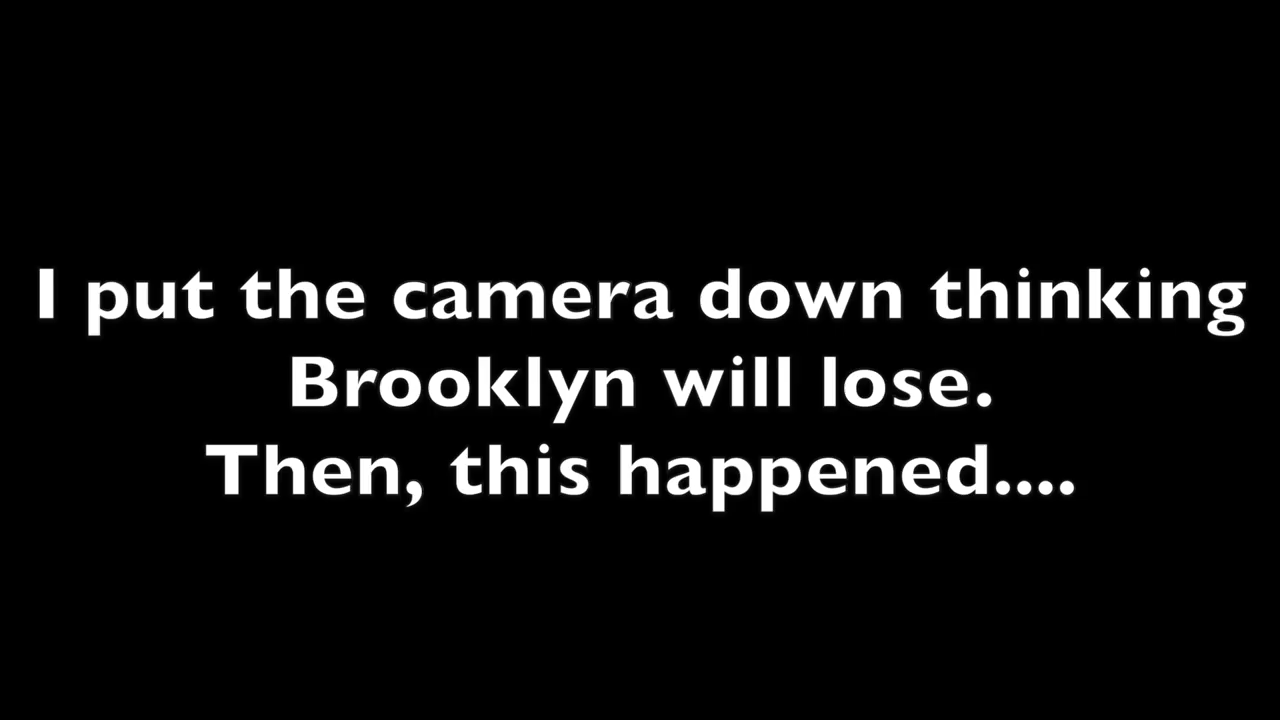 I put the camera down thinking
Brooklyn will lose.
Then, this happened....